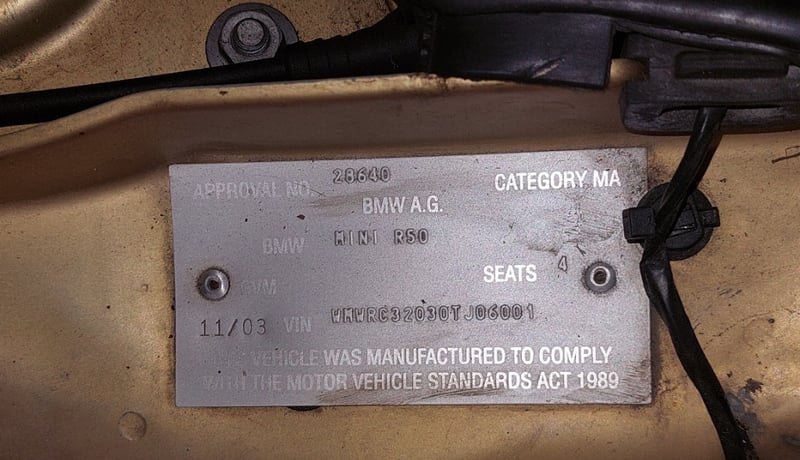 APPROVAL NO. 28640 CATEGORY MA
BMW A.G.
BMW MINI R50
GVM SEATS 4
11/03 VIN WMWRC32030TJ06001
THIS VEHICLE WAS MANUFACTURED TO COMPLY
WITH THE MOTOR VEHICLE STANDARDS ACT 1989